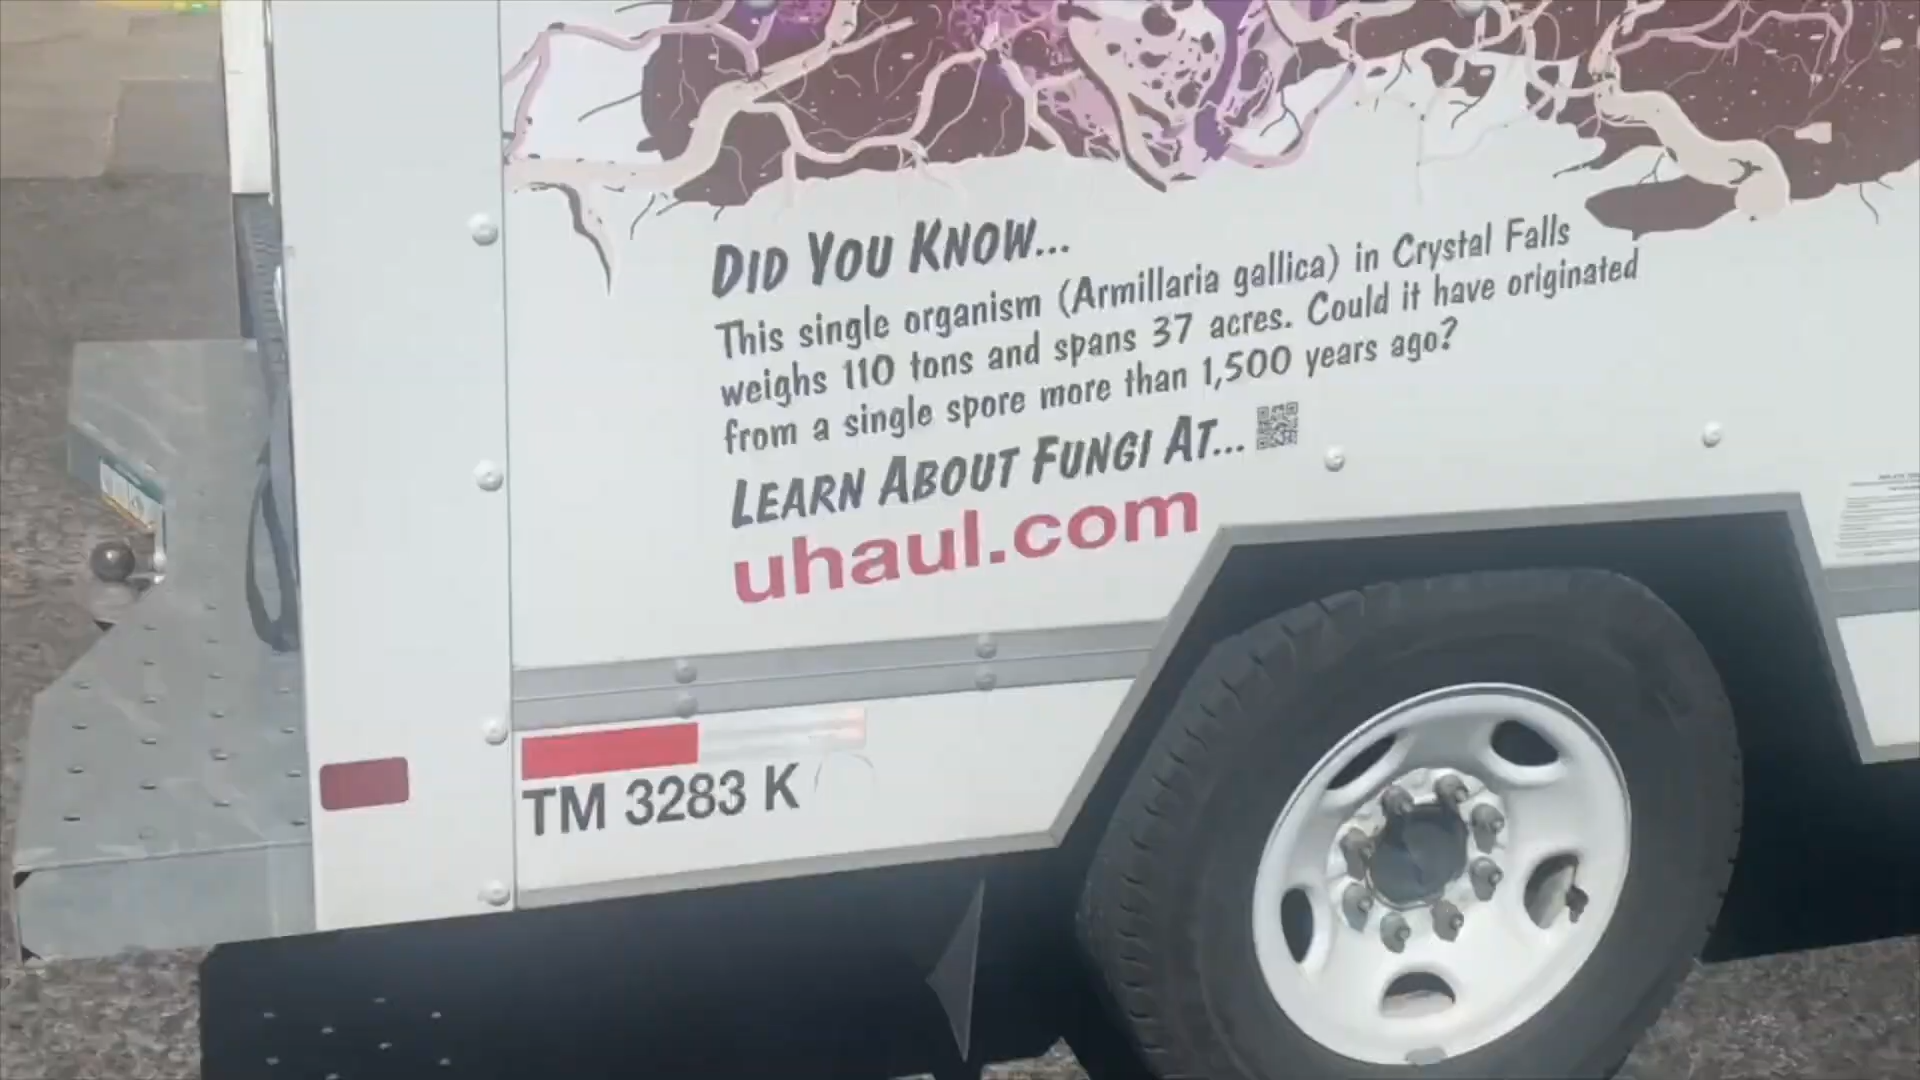 DID YOU KNOW...
This single organism (Armillaria gallica) in Crystal Falls
weighs 110 tons and spans 37 acres. Could it have originated
from a single spore more than 1,500 years ago?
LEARN ABOUT FUNGI AT...
uhaul.com
TM 3283 K